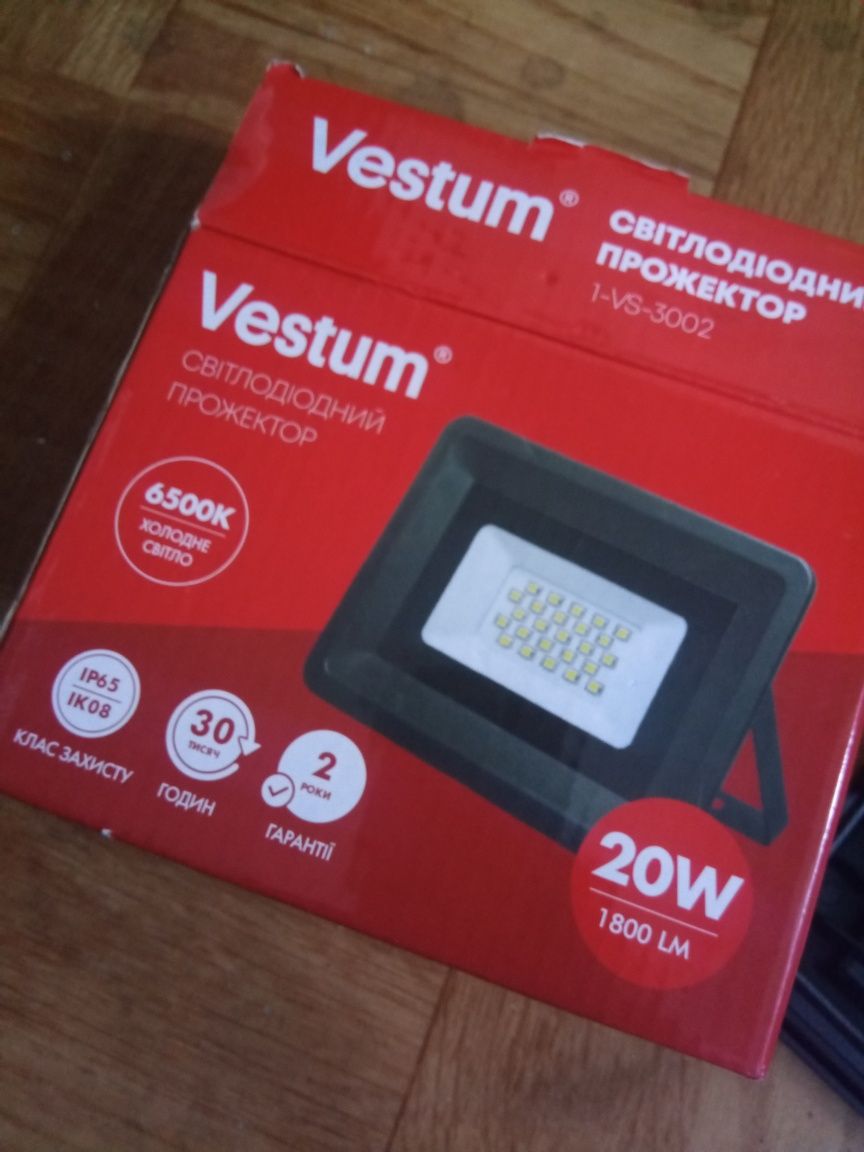 Vestum®
СВІТЛОДІОДНИ
ПРОЖЕКТОР
1-VS-3002
Vestum®
СВІТЛОДІОДНИЙ
ПРОЖЕКТОР
6500K
ХОЛОДНЕ
СВІТЛО
IP65
IK08
КЛАС ЗАХИСТУ
30
ТИСЯЧ
ГОДИН
2
РОКИ
ГАРАНТІЇ
20W
1800 LM